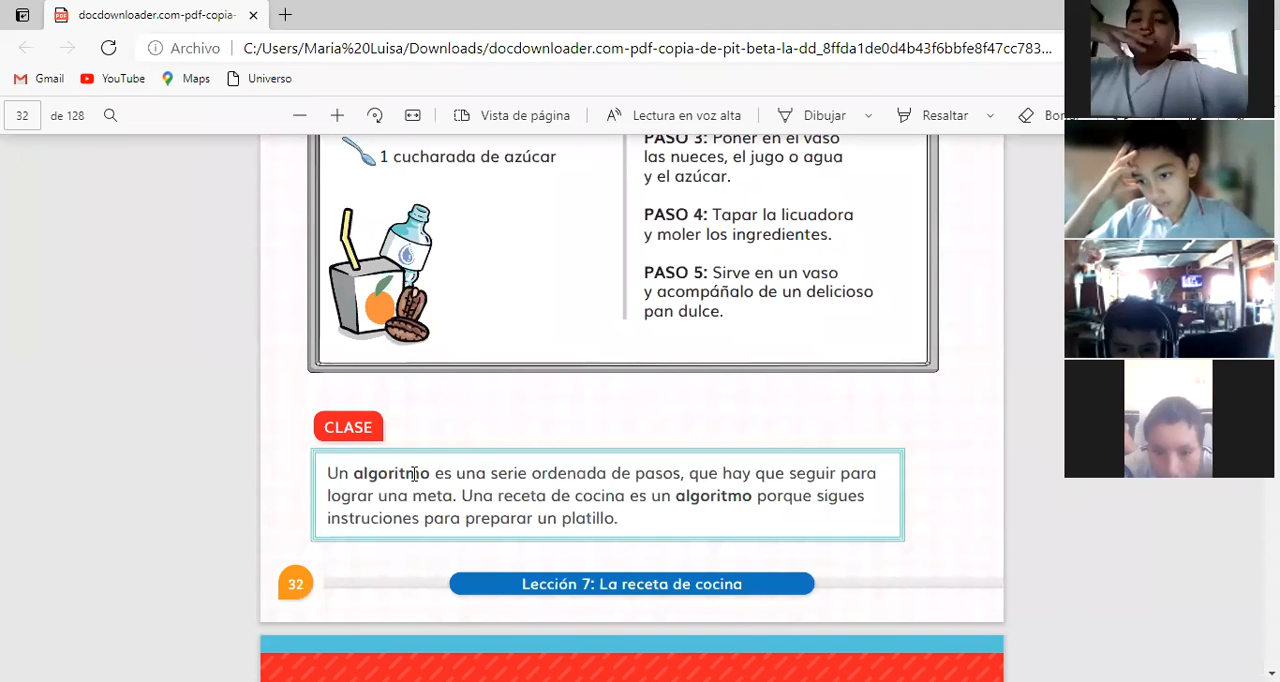 docdownloader.com-pdf-copia-
Archivo
C:/Users/Maria%20Luisa/Downloads/docdownloader.com-pdf-copia-de-pit-beta-la-dd_8ffda1de0d4b43f6bbfe8f47cc783...
Gmail YouTube Maps Universo
32 de 128 Vista de página Lectura en voz alta Dibujar Resaltar
1 cucharada de azúcar
PASO 3: Poner en el vaso
las nueces, el jugo o agua
y el azúcar.
PASO 4: Tapar la licuadora
y moler los ingredientes.
PASO 5: Sirve en un vaso
y acompáñalo de un delicioso
pan dulce.
CLASE
Un algoritmo es una serie ordenada de pasos, que hay que seguir para
lograr una meta. Una receta de cocina es un algoritmo porque sigues
instruciones para preparar un platillo.
32
Lección 7: La receta de cocina